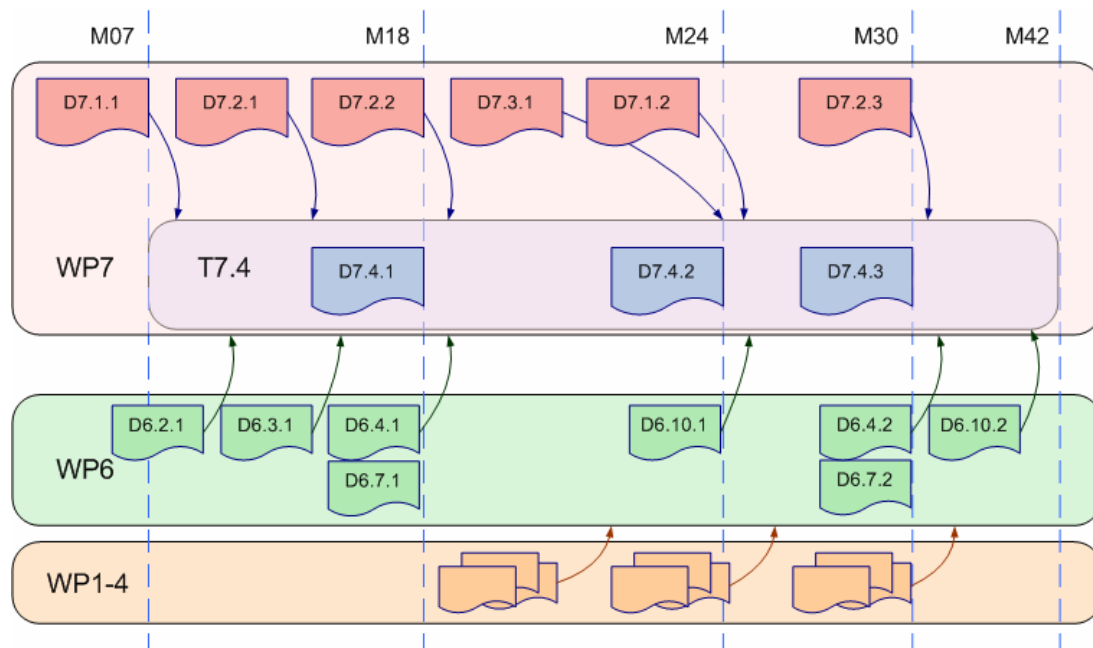 M07 M18 M24 M30 M42
D7.1.1 D7.2.1 D7.2.2 D7.3.1 D7.1.2 D7.2.3
WP7 T7.4 D7.4.1 D7.4.2 D7.4.3
D6.2.1 D6.3.1 D6.4.1 D6.10.1 D6.4.2 D6.10.2
WP6 D6.7.1 D6.7.2
WP1-4